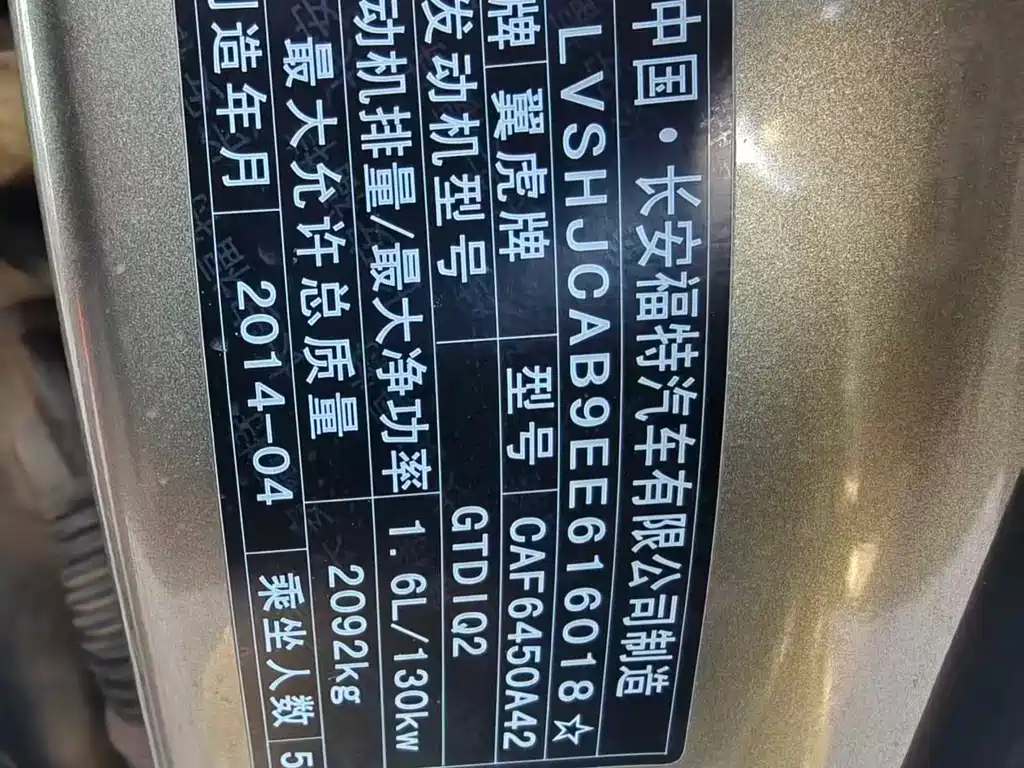 中国·长安福特汽车有限公司制造
LVSHJCAB9EE616018☆
牌 翼虎牌 型号 CAF6450A42
发动机型号 GTDIQ2
动机排量/最大净功率 1.6L/130kw
最大允许总质量 2092kg
造年月 2014-04 乘坐人数 5